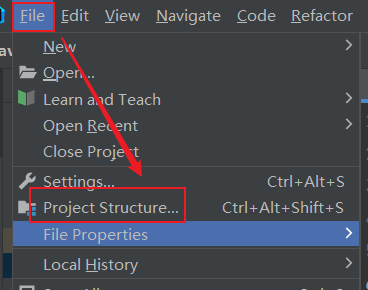 File Edit View Navigate Code Refactor
New
Open...
Learn and Teach
Open Recent
Close Project
Settings... Ctrl+Alt+S
Project Structure... Ctrl+Alt+Shift+S
File Properties
Local History